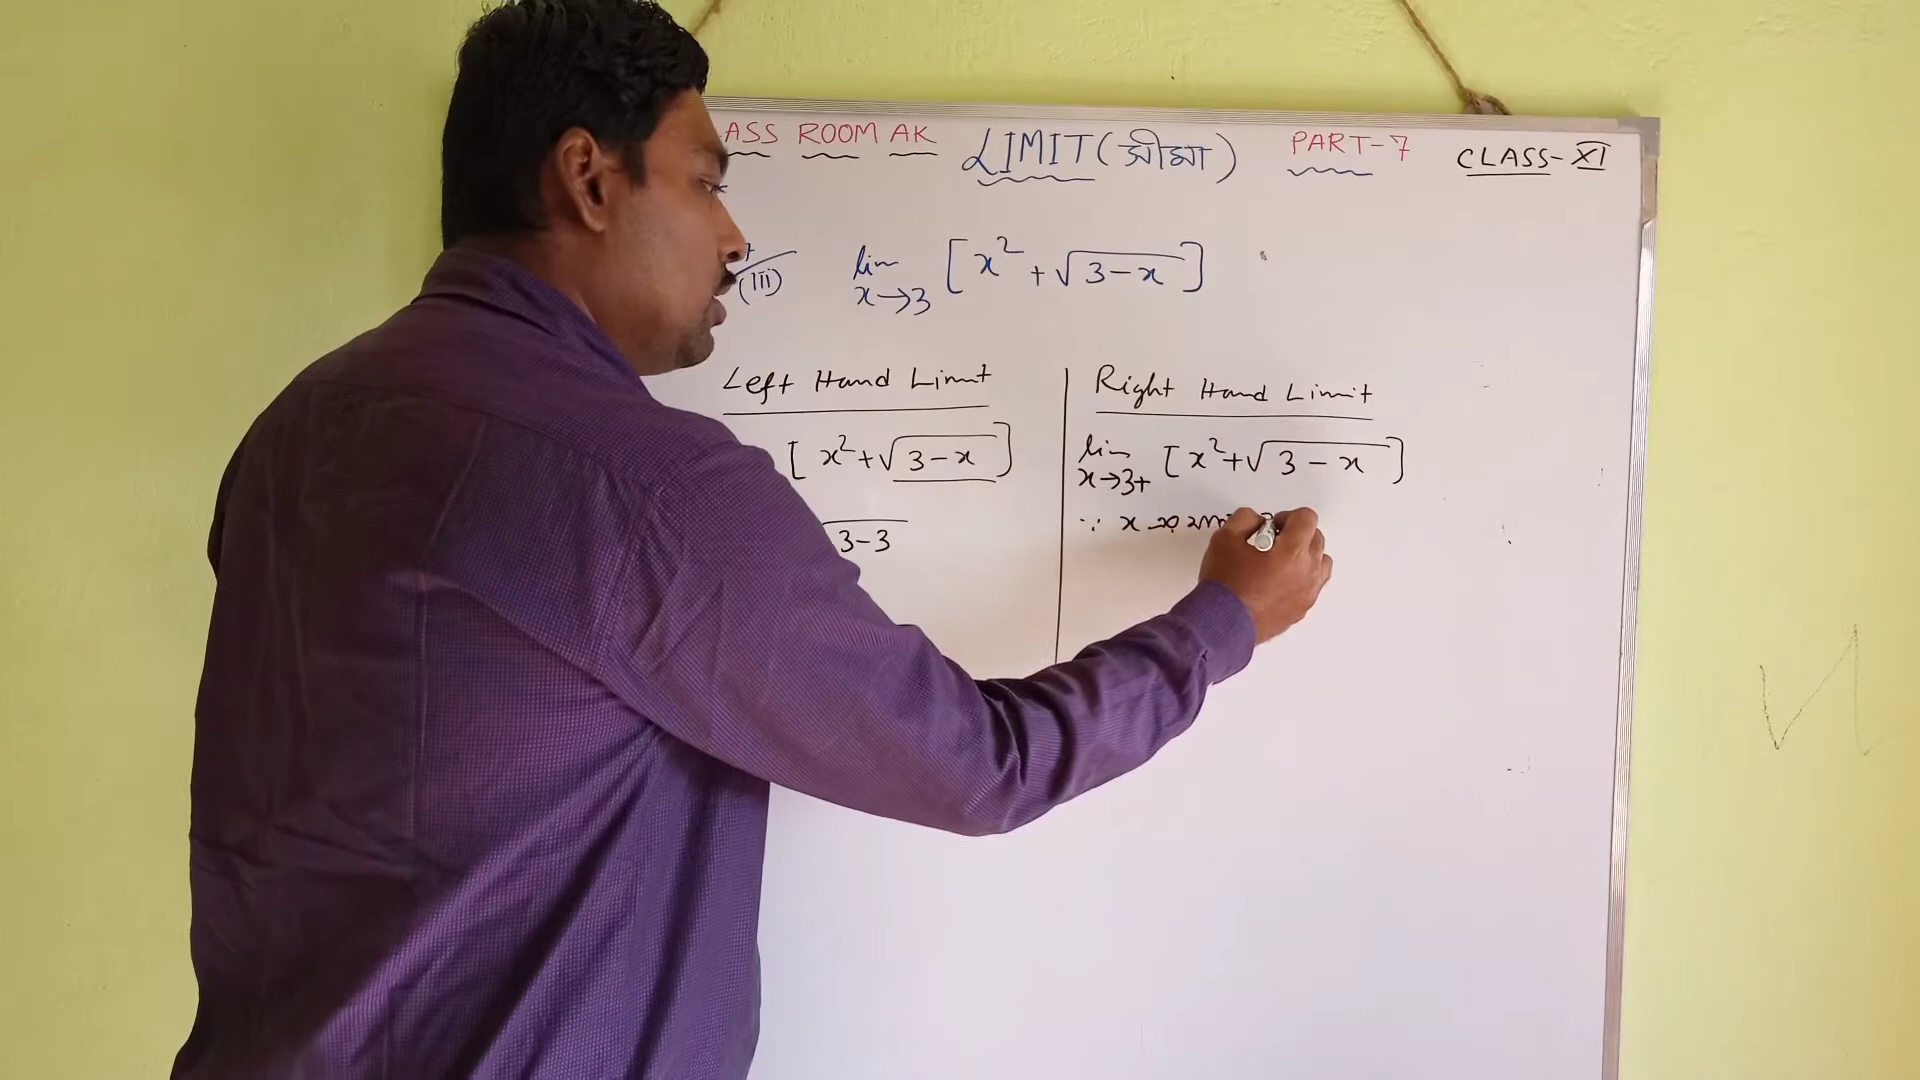 ASS ROOM AK LIMIT (সীমা) PART-7 CLASS-XI
(iii) lim x→3 [x² + √3-x]
Left Hand Limit
[x² + √3-x]
√3-3
Right Hand Limit
lim x→3+ [x² + √3-x]
∵ x এর মান